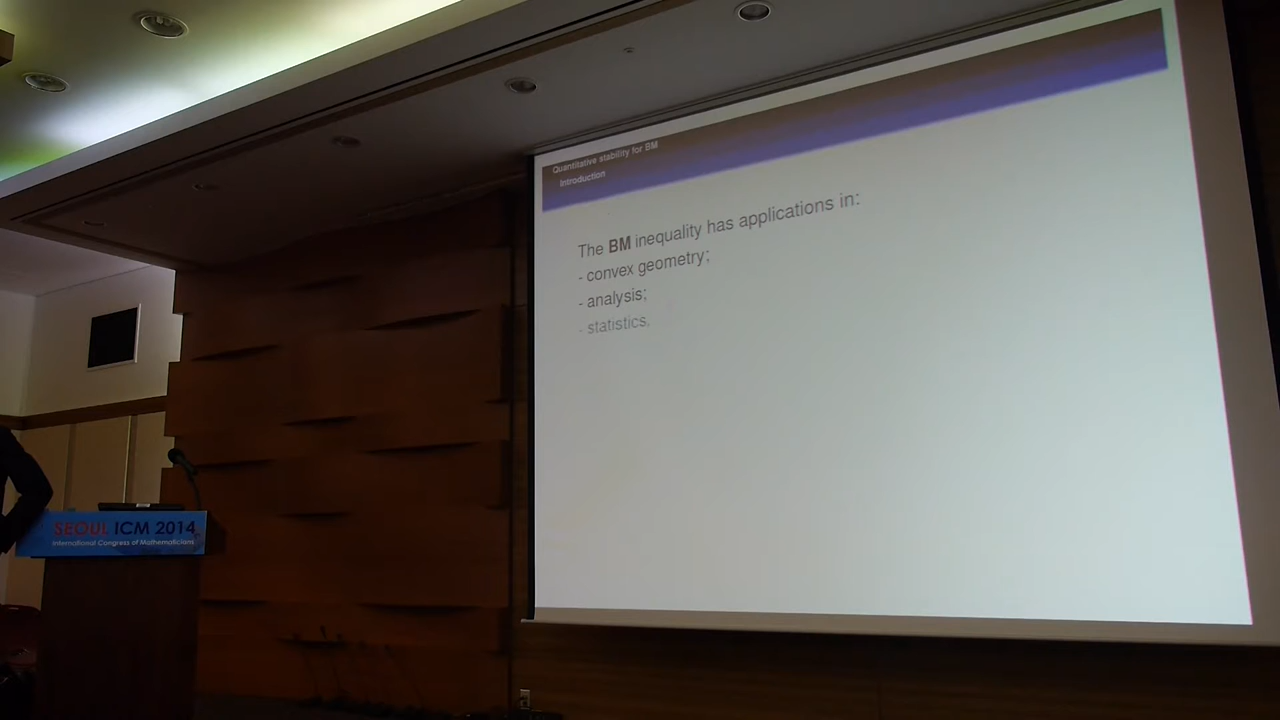 Quantitative stability for BM
Introduction
The BM inequality has applications in:
- convex geometry;
- analysis;
- statistics.
SEOUL ICM 2014
International Congress of Mathematicians